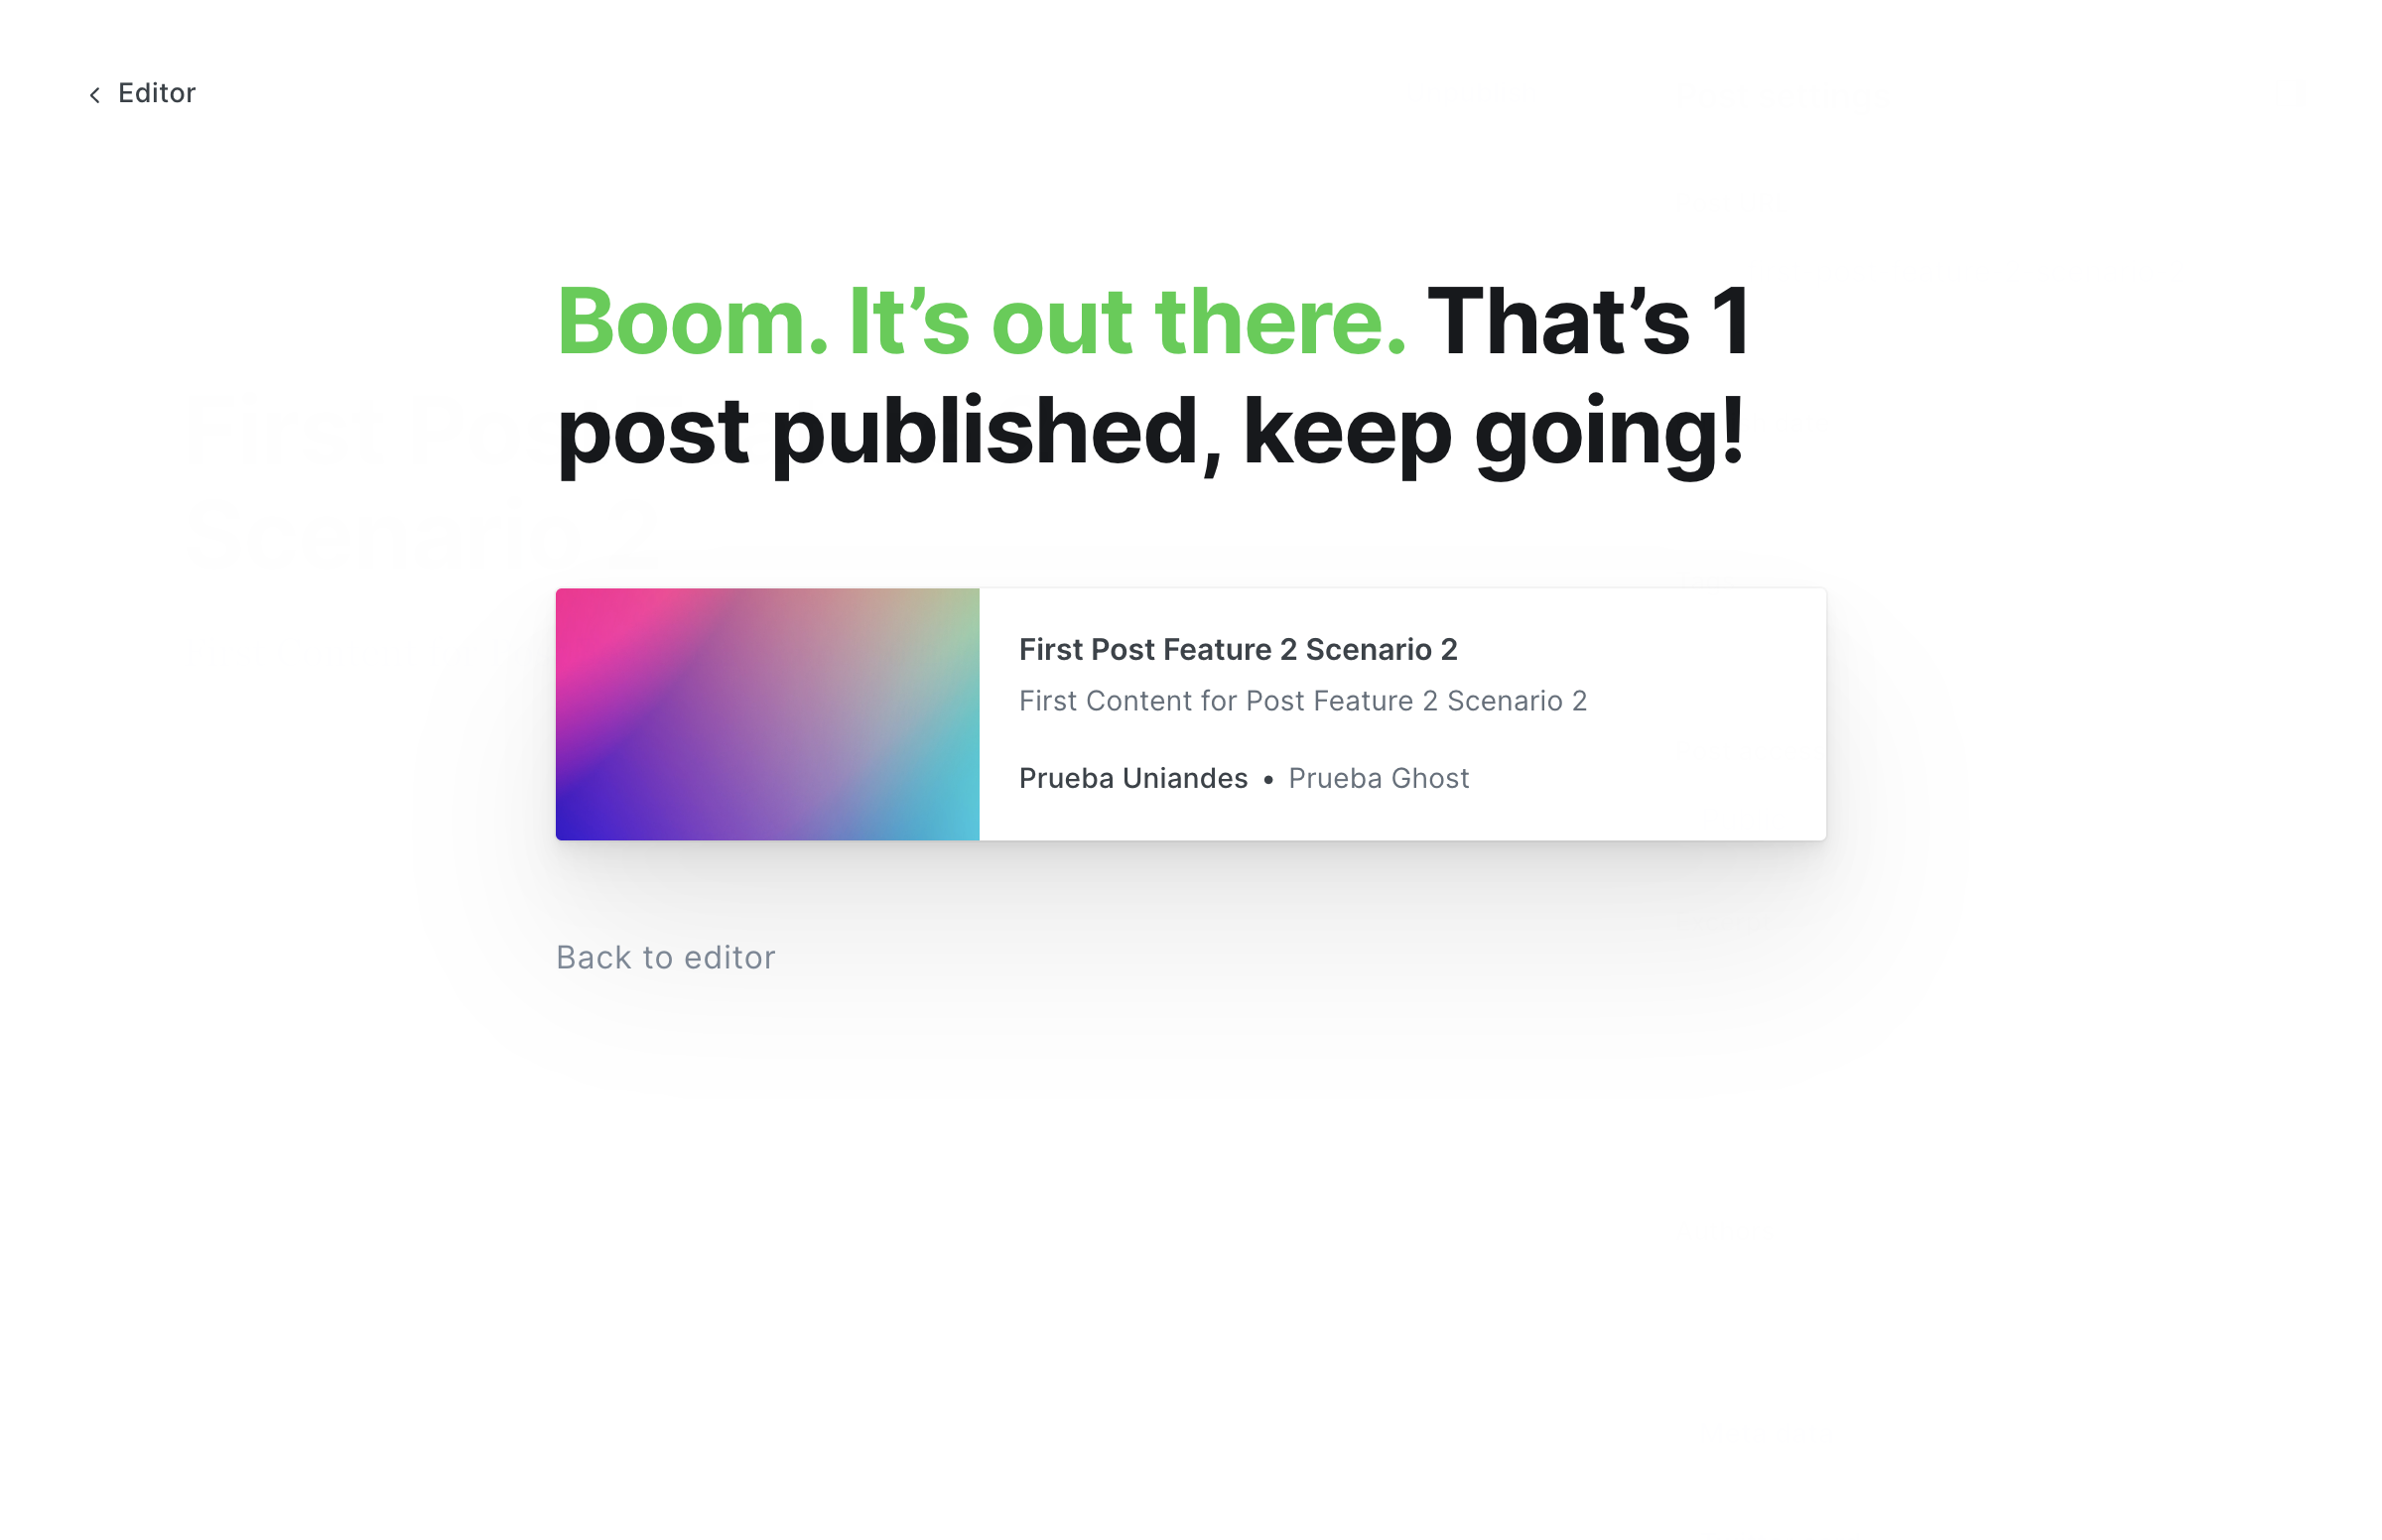 Editor
Boom. It’s out there. That’s 1
post published, keep going!
First Post Feature 2 Scenario 2
First Content for Post Feature 2 Scenario 2
Prueba Uniandes • Prueba Ghost
Back to editor